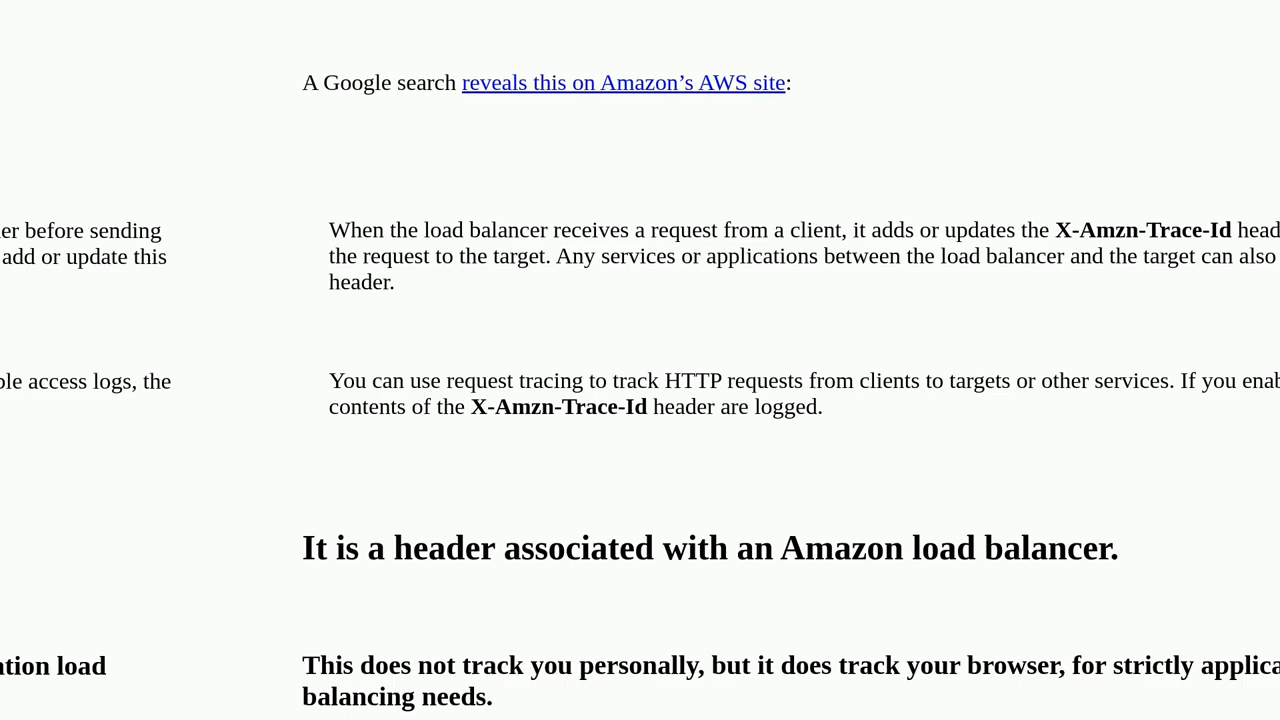 A Google search reveals this on Amazon’s AWS site:
er before sending
add or update this
When the load balancer receives a request from a client, it adds or updates the X-Amzn-Trace-Id head
the request to the target. Any services or applications between the load balancer and the target can also
header.
ble access logs, the
You can use request tracing to track HTTP requests from clients to targets or other services. If you enab
contents of the X-Amzn-Trace-Id header are logged.
It is a header associated with an Amazon load balancer.
ation load
This does not track you personally, but it does track your browser, for strictly applica
balancing needs.